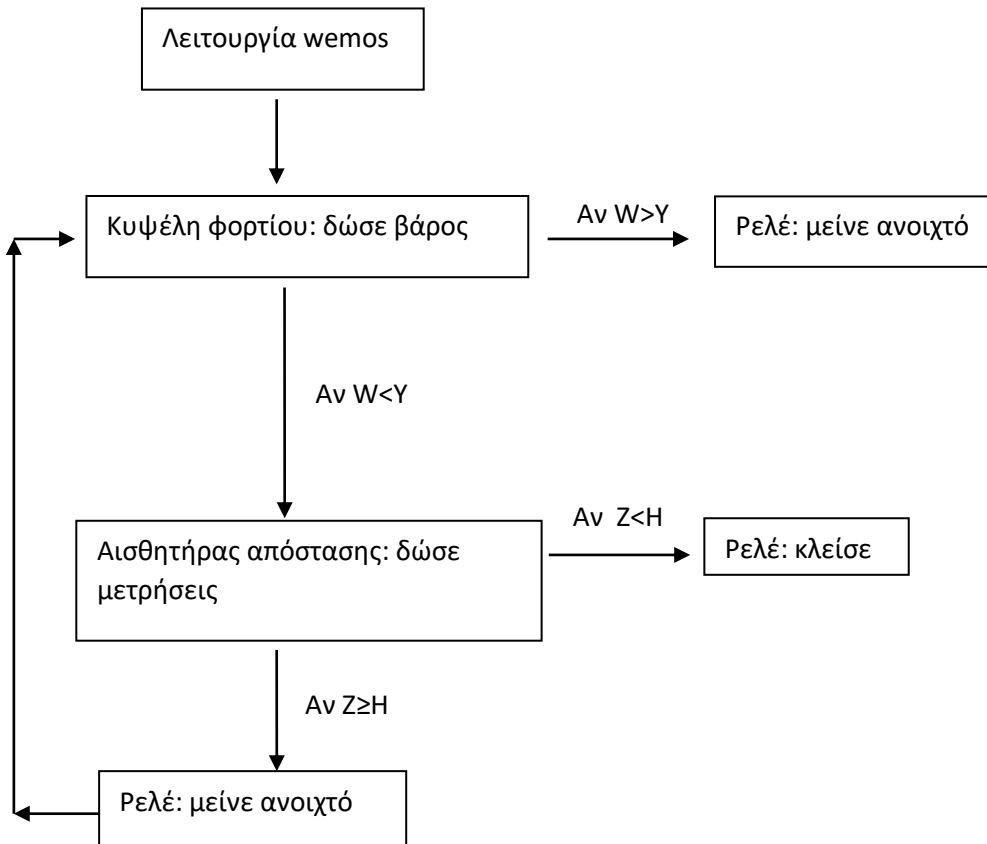 Λειτουργία wemos
Κυψέλη φορτίου: δώσε βάρος
Αν W>Y
Ρελέ: μείνε ανοιχτό
Αν W<Y
Αισθητήρας απόστασης: δώσε
μετρήσεις
Αν  Z<H
Ρελέ: κλείσε
Αν Z≥H
Ρελέ: μείνε ανοιχτό